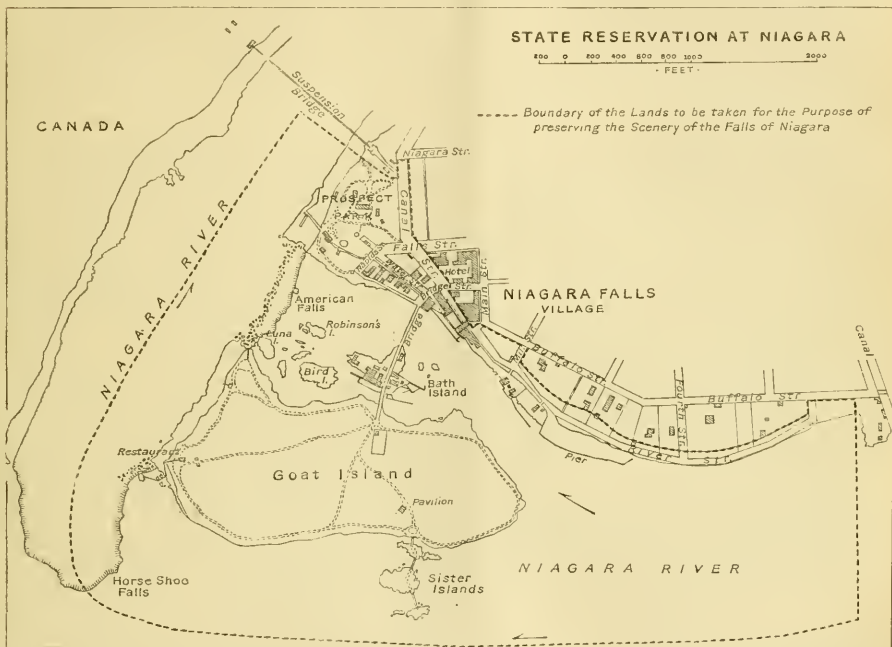 STATE RESERVATION AT NIAGARA
200 0 200 400 600 800 1000 2000
· FEET ·
Boundary of the Lands to be taken for the Purpose of
preserving the Scenery of the Falls of Niagara
CANADA
Suspension
Bridge
Niagara Str.
PROSPECT
PARK
Canal Str.
Falls Str.
Hotel
Main Str.
NIAGARA RIVER
NIAGARA FALLS
VILLAGE
American
Falls
Robinson's
I.
Luna
I.
Bird
I.
Bridge
Bath
Island
Buffalo Str.
Canal
Buffalo Str.
Fourth Str.
River Str.
Pier
Restaurant
Goat Island
Pavilion
Horse Shoe
Falls
Sister
Islands
NIAGARA RIVER